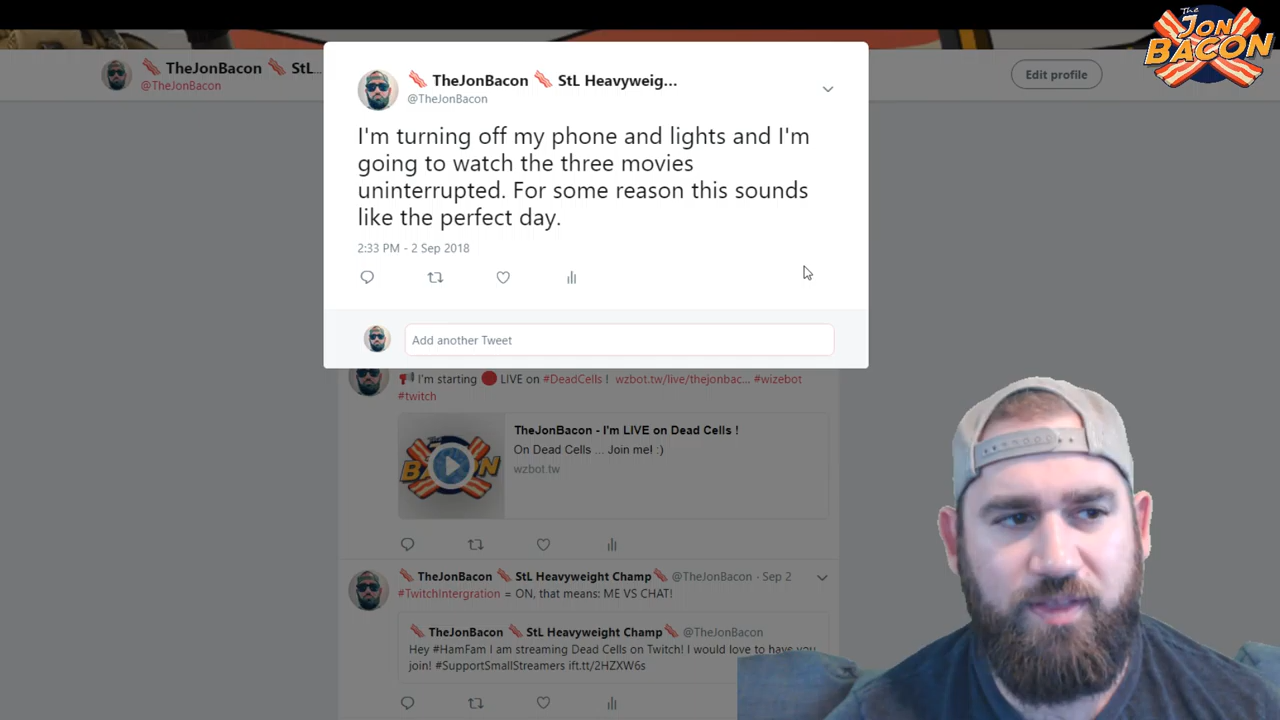 The
JON
BACON
TheJonBacon StL...
@TheJonBacon
Edit profile
TheJonBacon StL Heavyweig...
@TheJonBacon
I'm turning off my phone and lights and I'm
going to watch the three movies
uninterrupted. For some reason this sounds
like the perfect day.
2:33 PM - 2 Sep 2018
Add another Tweet
I'm starting LIVE on #DeadCells ! wzbot.tw/live/thejonbac... #wizebot
#twitch
TheJonBacon - I'm LIVE on Dead Cells !
On Dead Cells ... Join me! :)
wzbot.tw
TheJonBacon StL Heavyweight Champ @TheJonBacon · Sep 2
#TwitchIntergration = ON, that means: ME VS CHAT!
TheJonBacon StL Heavyweight Champ @TheJonBacon
Hey #HamFam I am streaming Dead Cells on Twitch! I would love to have you
join! #SupportSmallStreamers ift.tt/2HZXW6s